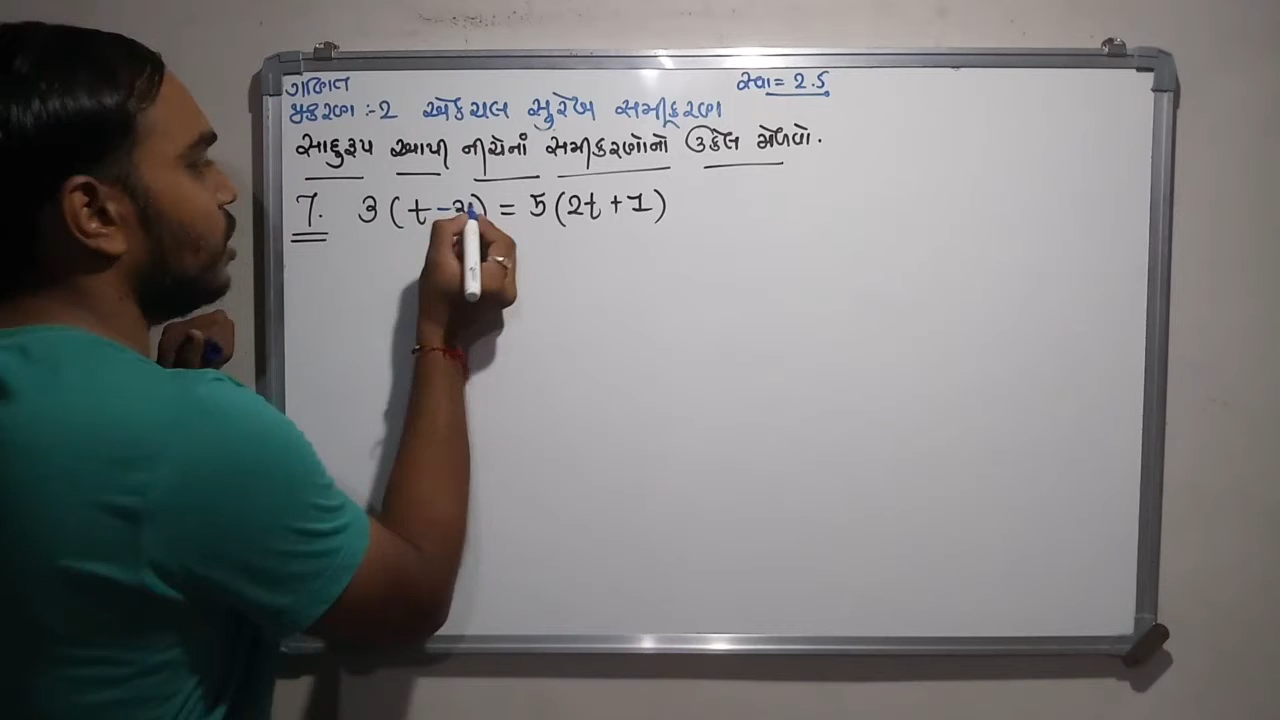 ગણિત સ્વા = 2.5
પ્રકરણ :-2 એકચલ સુરેખ સમીકરણ
સાદુરૂપ આપી નીચેનાં સમીકરણોનો ઉકેલ મેળવો.
7. 3(t-3) = 5(2t+1)